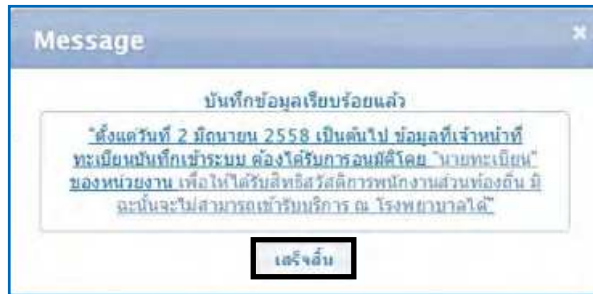 Message
บันทึกข้อมูลเรียบร้อยแล้ว
"ตั้งแต่วันที่ 2 มิถุนายน 2558 เป็นต้นไป ข้อมูลที่เจ้าหน้าที่
ทะเบียนบันทึกเข้าระบบ ต้องได้รับการอนุมัติโดย "นายทะเบียน"
ของหน่วยงาน เพื่อให้ได้รับสิทธิสวัสดิการพนักงานส่วนท้องถิ่น มิ
ฉะนั้นจะไม่สามารถเข้ารับบริการ ณ โรงพยาบาลได้"
เสร็จสิ้น